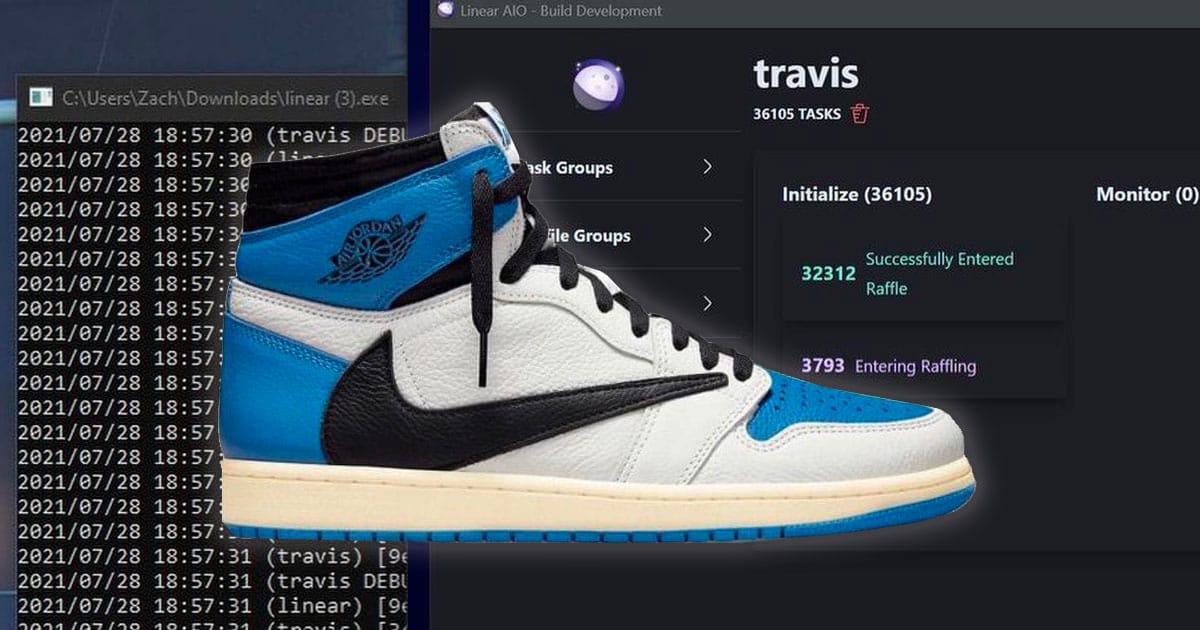 C:\Users\Zach\Downloads\linear (3).exe
2021/07/28 18:57:30 (travis DEBU
2021/07/28 18:57:30
2021/07/28 18:57:30
2021/07/28 18:57:3
2021/07/28 18:57:3
2021/07/28 18:57:
2021/07/28 18:57:
2021/07/28 18:57:
2021/07/28 18:57:
2021/07/28 18:57:
2021/07/28 18:57:
2021/07/28 18:57:
2021/07/28 18:57:
2021/07/28 18:57:
2021/07/28 18:57:
2021/07/28 18:57:
2021/07/28 18:57:
2021/07/28 18:57:31 (travis) [9e
2021/07/28 18:57:31 (travis DEBU
2021/07/28 18:57:31 (linear) [9e
2021/07/28 18:57:31 (travis)
Linear AIO - Build Development
ask Groups
file Groups
travis
36105 TASKS
Initialize (36105)
Monitor (0)
32312 Successfully Entered
Raffle
3793 Entering Raffling
AIR JORDAN